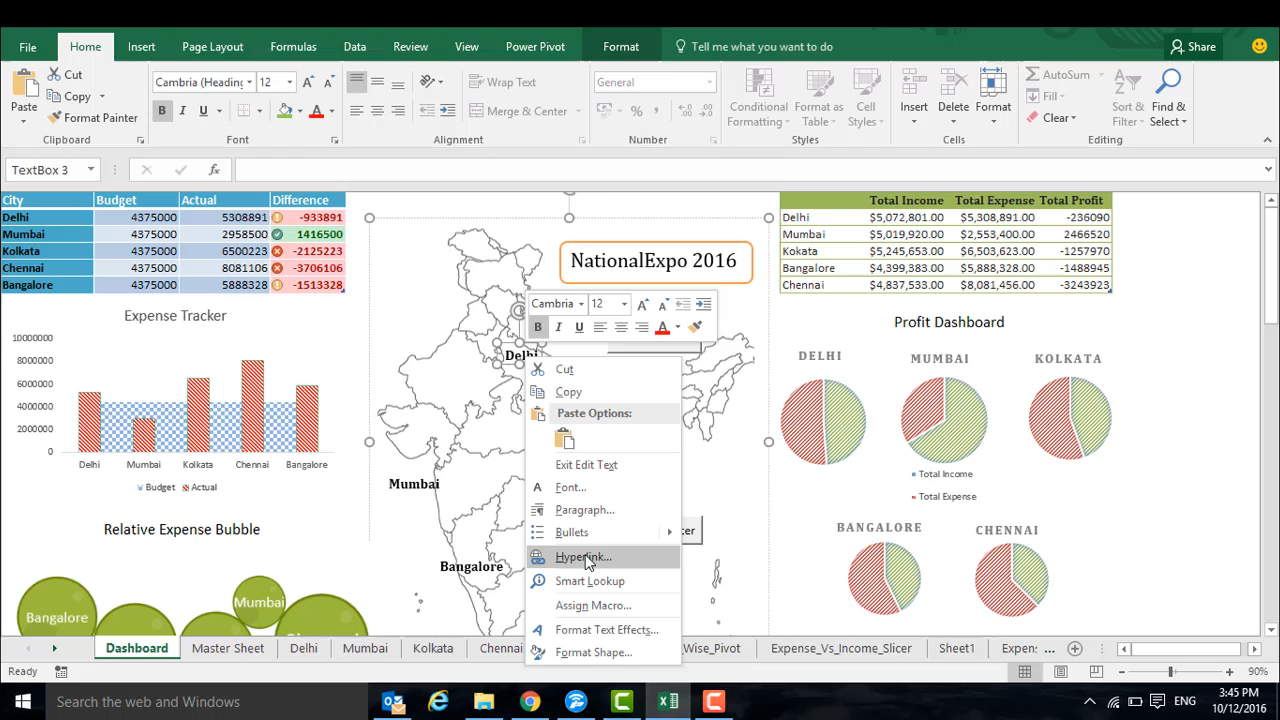 File Home Insert Page Layout Formulas Data Review View Power Pivot Format Tell me what you want to do Share
Cut
Copy
Format Painter
Paste
Clipboard
Cambria (Heading 12
B I U
Font
Wrap Text
Merge & Center
Alignment
General
%
Number
Conditional Formatting
Format as Table
Cell Styles
Styles
Insert Delete Format
Cells
AutoSum
Fill
Clear
Sort & Filter
Find & Select
Editing
TextBox 3 fx
City Budget Actual Difference
Delhi 4375000 5308891 -933891
Mumbai 4375000 2958500 1416500
Kolkata 4375000 6500223 -2125223
Chennai 4375000 8081106 -3706106
Bangalore 4375000 5888328 -1513328
Expense Tracker
10000000
8000000
6000000
4000000
2000000
0
Delhi Mumbai Kolkata Chennai Bangalore
Budget Actual
Relative Expense Bubble
Bangalore
Mumbai
NationalExpo 2016
Delhi
Mumbai
Bangalore
ter
Cambria 12
B I U A
Cut
Copy
Paste Options:
Exit Edit Text
Font...
Paragraph...
Bullets
Hyperlink...
Smart Lookup
Assign Macro...
Format Text Effects...
Format Shape...
Total Income Total Expense Total Profit
Delhi $5,072,801.00 $5,308,891.00 -236090
Mumbai $5,019,920.00 $2,553,400.00 2466520
Kokata $5,245,653.00 $6,503,623.00 -1257970
Bangalore $4,399,383.00 $5,888,328.00 -1488945
Chennai $4,837,533.00 $8,081,456.00 -3243923
Profit Dashboard
DELHI MUMBAI KOLKATA
Total Income
Total Expense
BANGALORE CHENNAI
Dashboard Master Sheet Delhi Mumbai Kolkata Chennai _Wise_Pivot Expense_Vs_Income_Slicer Sheet1 Expen ...
Ready 90%
Search the web and Windows
ENG
3:45 PM
10/12/2016